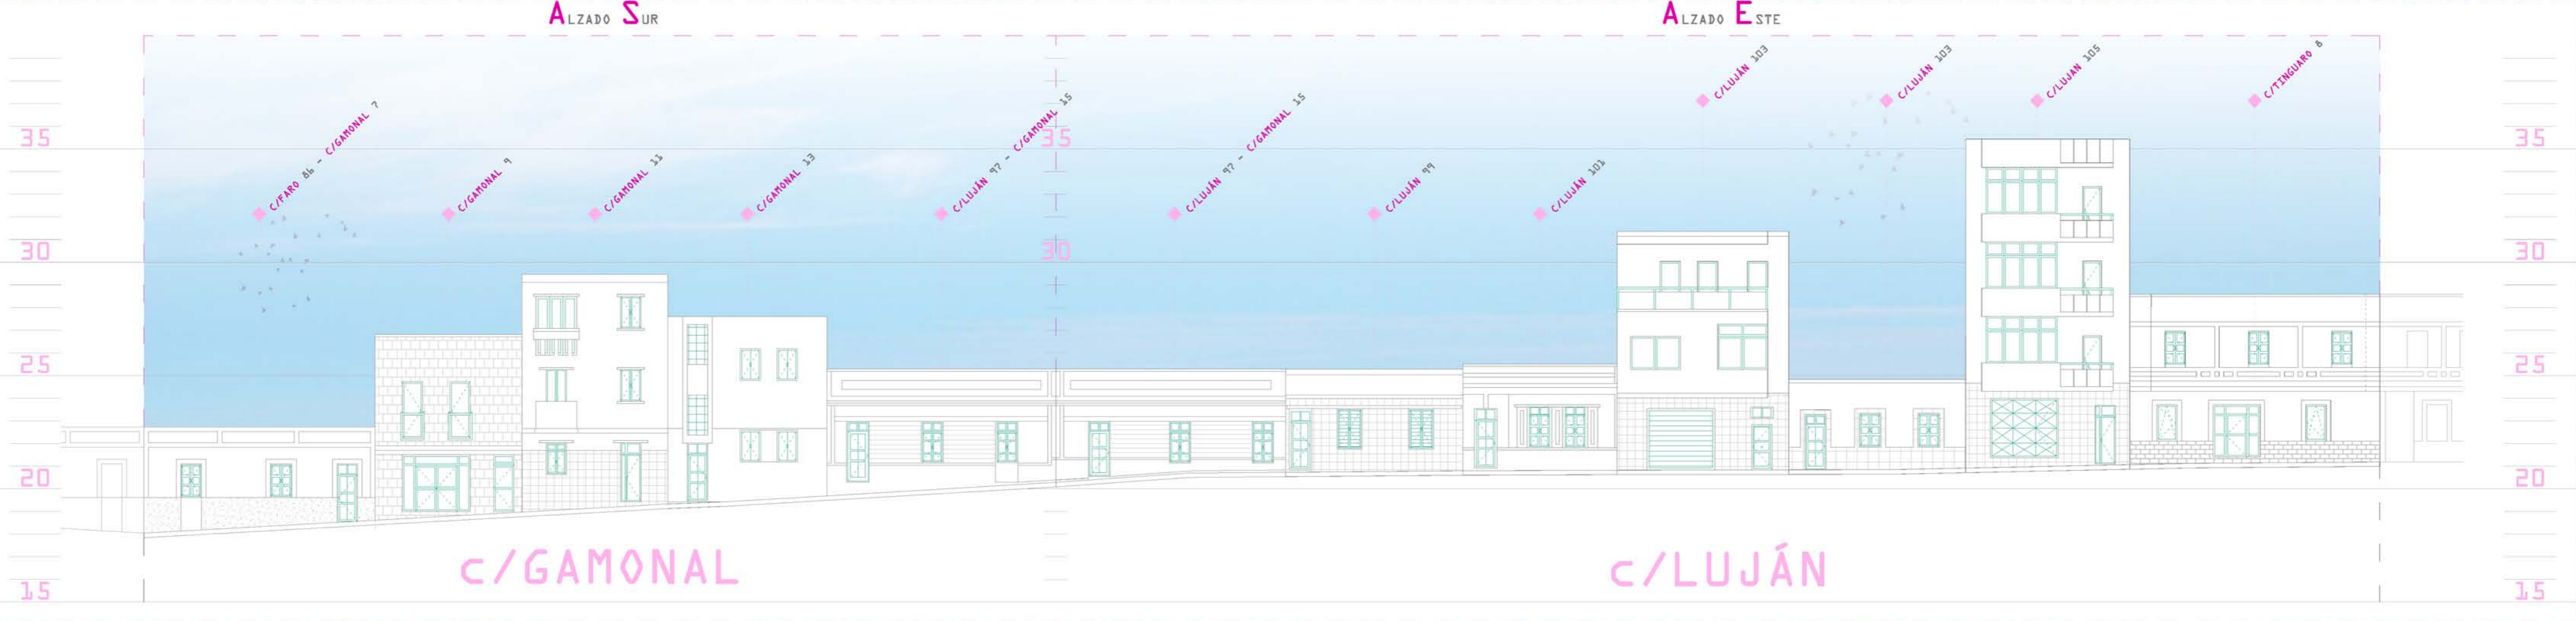 ALZADO SUR
ALZADO ESTE
C/FARO 86 - C/GAMONAL 7
C/GAMONAL 9
C/GAMONAL 11
C/GAMONAL 13
C/LUJÁN 97 - C/GAMONAL 15
C/LUJÁN 97 - C/GAMONAL 15
C/LUJÁN 99
C/LUJÁN 101
C/LUJÁN 103
C/LUJÁN 103
C/LUJAN 105
C/TINGUARO 8
35 35 35
30 30 30
25 25
20 20
15 15
c/GAMONAL
c/LUJÁN